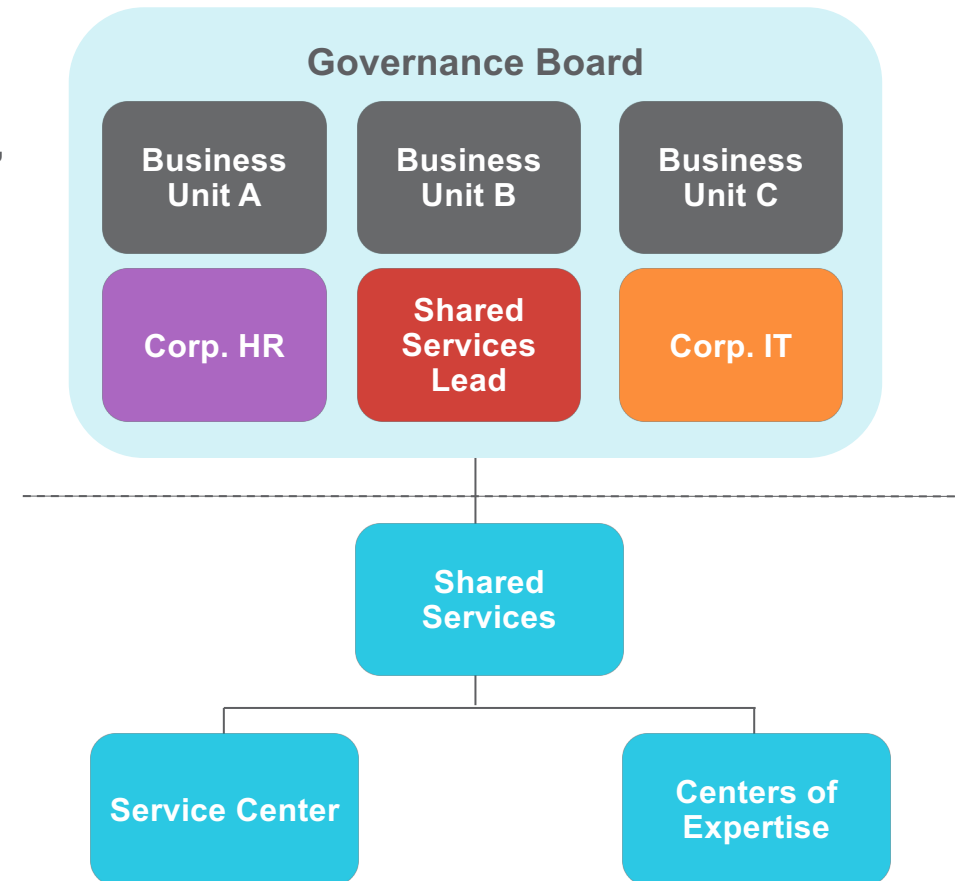 Governance Board
Business
Unit A
Business
Unit B
Business
Unit C
Corp. HR
Shared
Services
Lead
Corp. IT
Shared
Services
Service Center
Centers of
Expertise